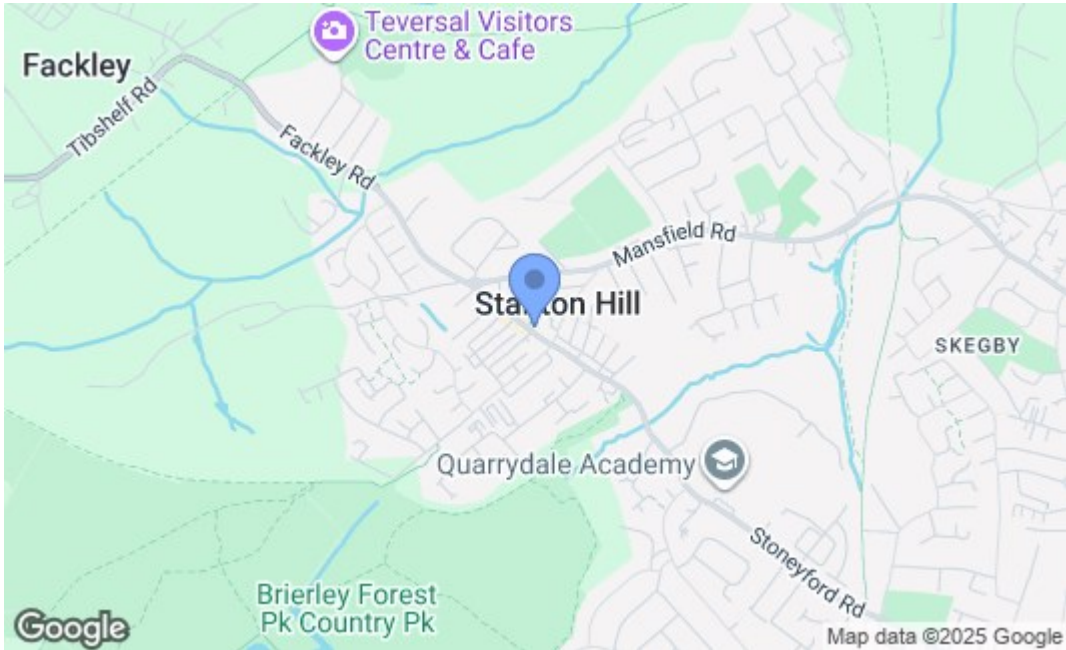 Teversal Visitors
Centre & Cafe
Fackley
Tibshelf Rd
Fackley Rd
Mansfield Rd
Stanton Hill
SKEGBY
Quarrydale Academy
Stoneyford Rd
Brierley Forest
Pk Country Pk
Google
Map data ©2025 Google